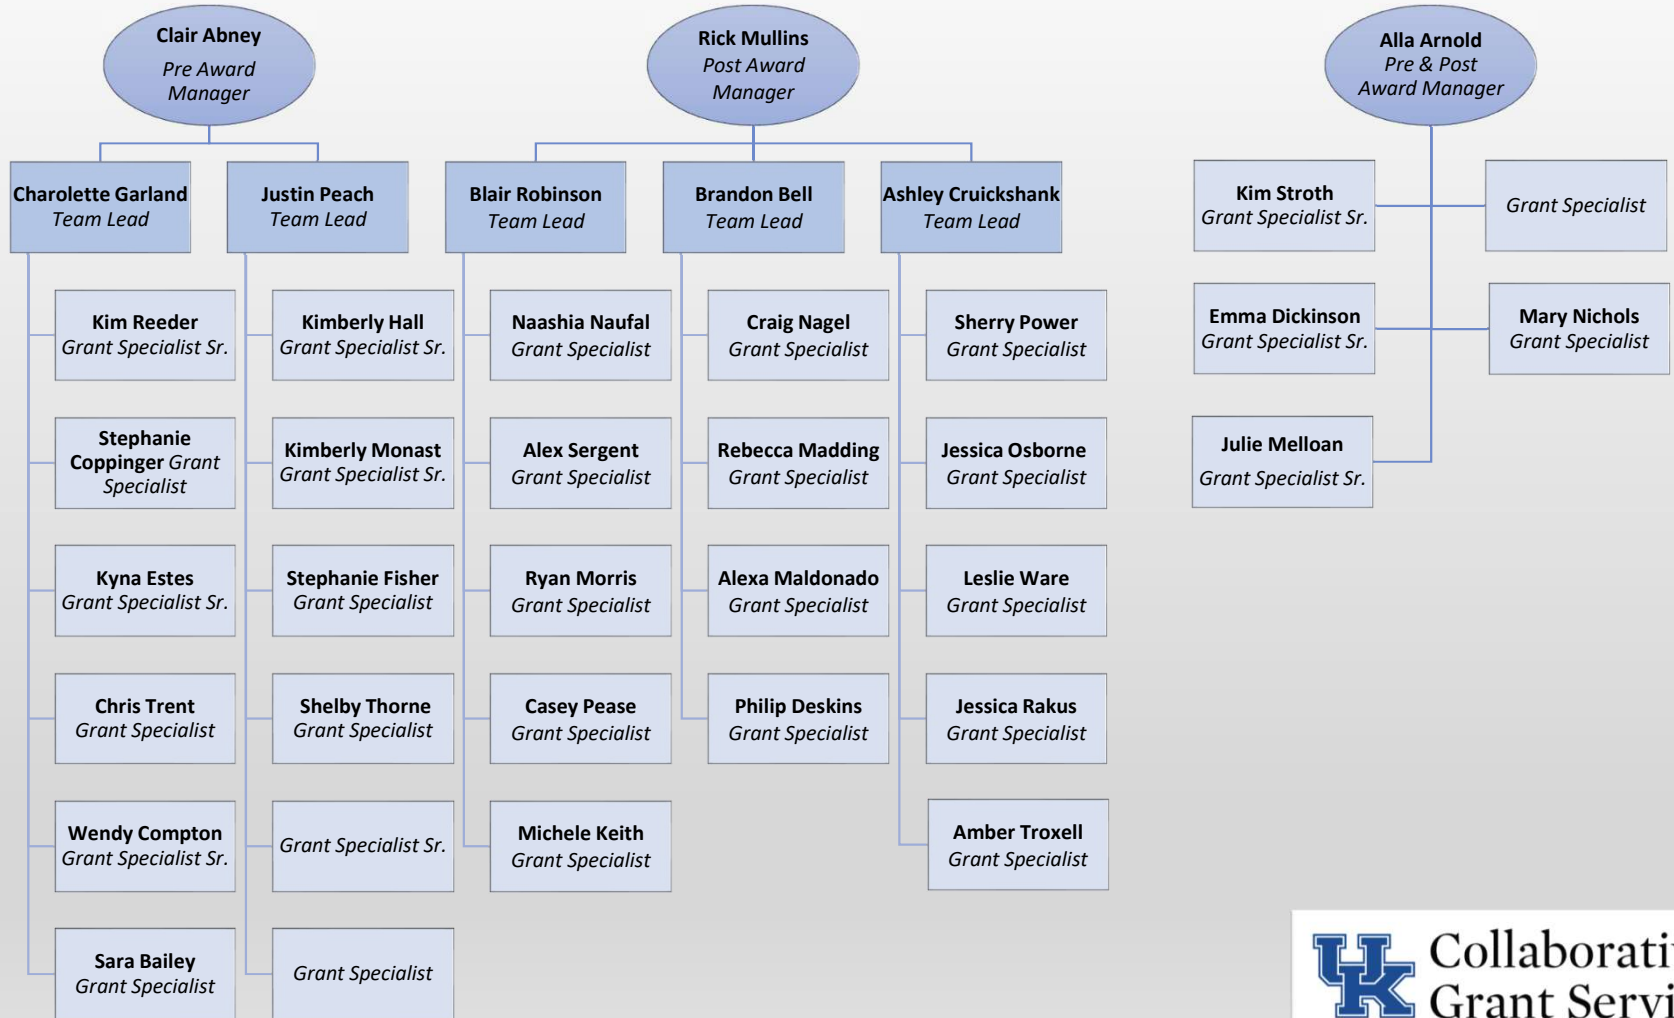 Clair Abney
Pre Award
Manager
Rick Mullins
Post Award
Manager
Alla Arnold
Pre & Post
Award Manager
Charolette Garland
Team Lead
Justin Peach
Team Lead
Blair Robinson
Team Lead
Brandon Bell
Team Lead
Ashley Cruickshank
Team Lead
Kim Stroth
Grant Specialist Sr.
Grant Specialist
Kim Reeder
Grant Specialist Sr.
Kimberly Hall
Grant Specialist Sr.
Naashia Naufal
Grant Specialist
Craig Nagel
Grant Specialist
Sherry Power
Grant Specialist
Emma Dickinson
Grant Specialist Sr.
Mary Nichols
Grant Specialist
Stephanie
Coppinger Grant
Specialist
Kimberly Monast
Grant Specialist Sr.
Alex Sergent
Grant Specialist
Rebecca Madding
Grant Specialist
Jessica Osborne
Grant Specialist
Julie Melloan
Grant Specialist Sr.
Kyna Estes
Grant Specialist Sr.
Stephanie Fisher
Grant Specialist
Ryan Morris
Grant Specialist
Alexa Maldonado
Grant Specialist
Leslie Ware
Grant Specialist
Chris Trent
Grant Specialist
Shelby Thorne
Grant Specialist
Casey Pease
Grant Specialist
Philip Deskins
Grant Specialist
Jessica Rakus
Grant Specialist
Wendy Compton
Grant Specialist Sr.
Grant Specialist Sr.
Michele Keith
Grant Specialist
Amber Troxell
Grant Specialist
Sara Bailey
Grant Specialist
Grant Specialist
UK
Collaborativ
Grant Servi